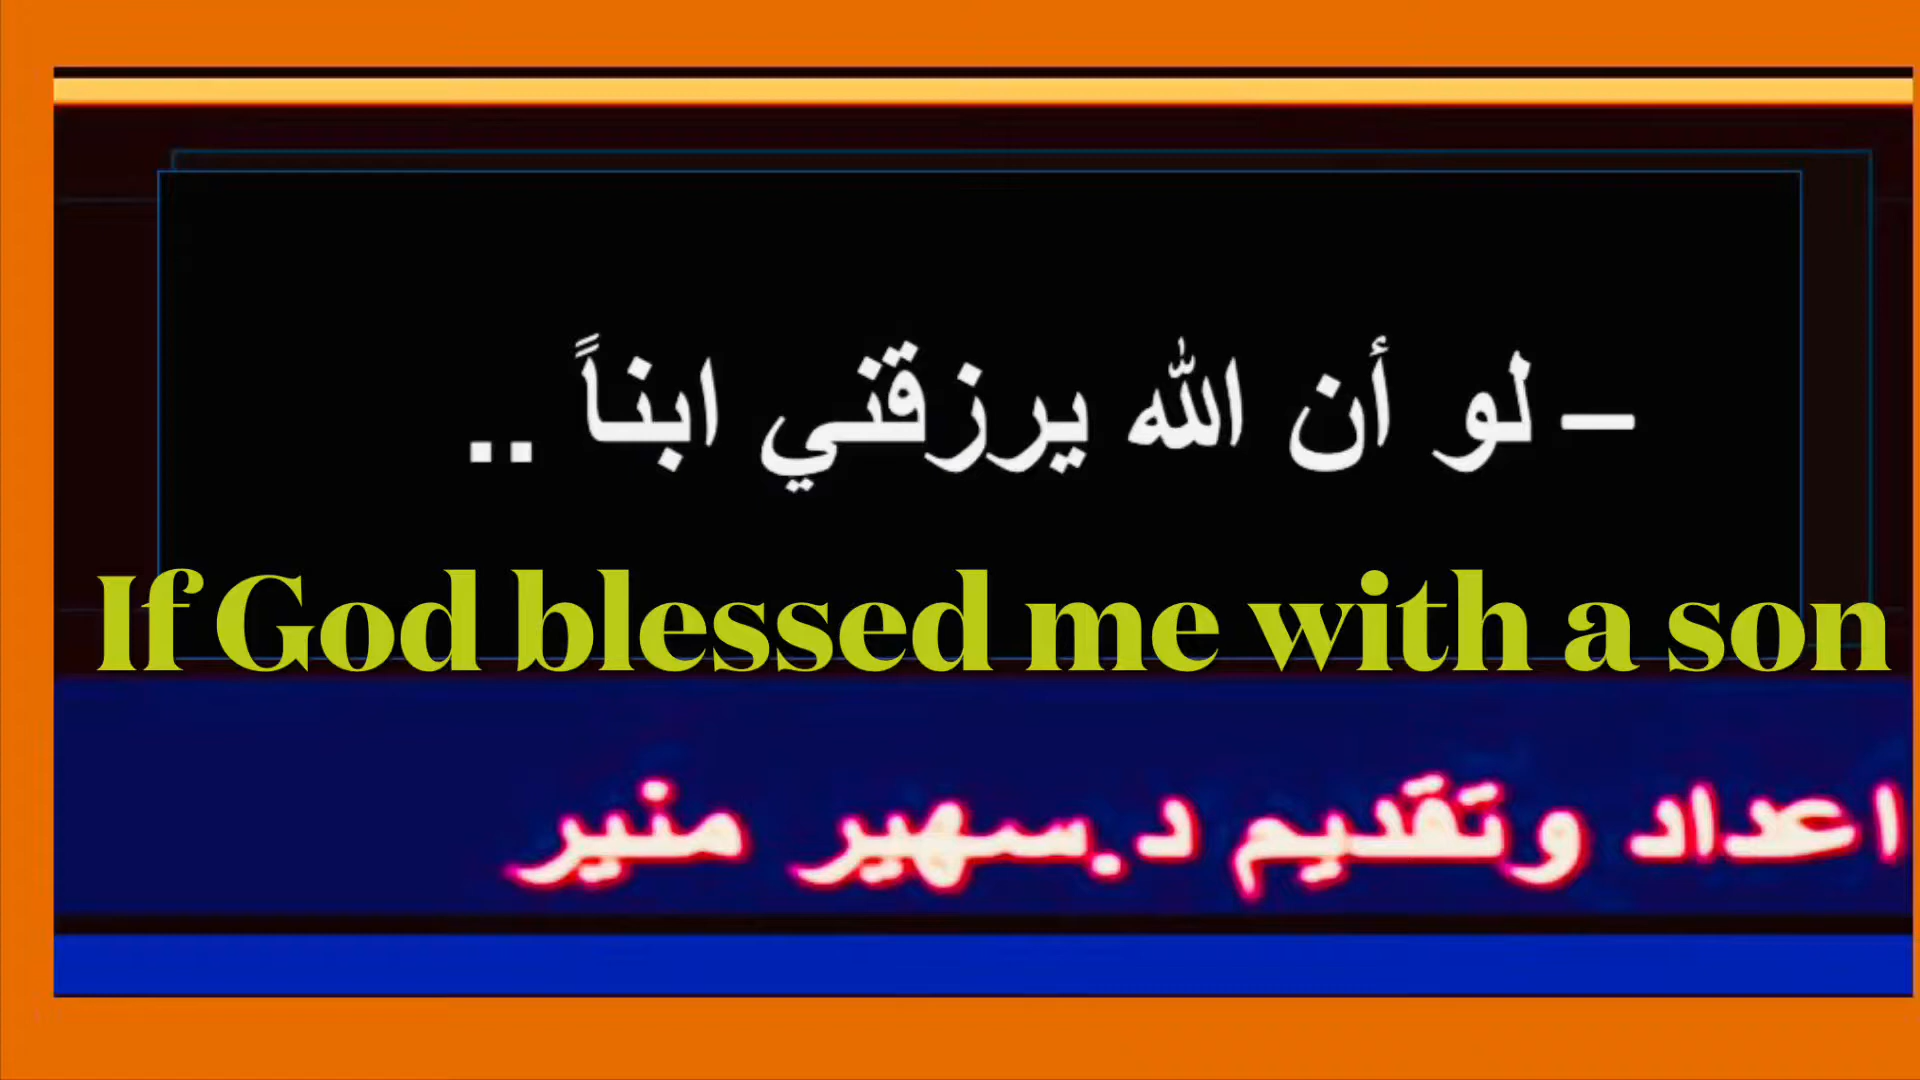 – لو أن الله يرزقني ابناً ..
If God blessed me with a son
اعداد وتقديم د.سهير منير